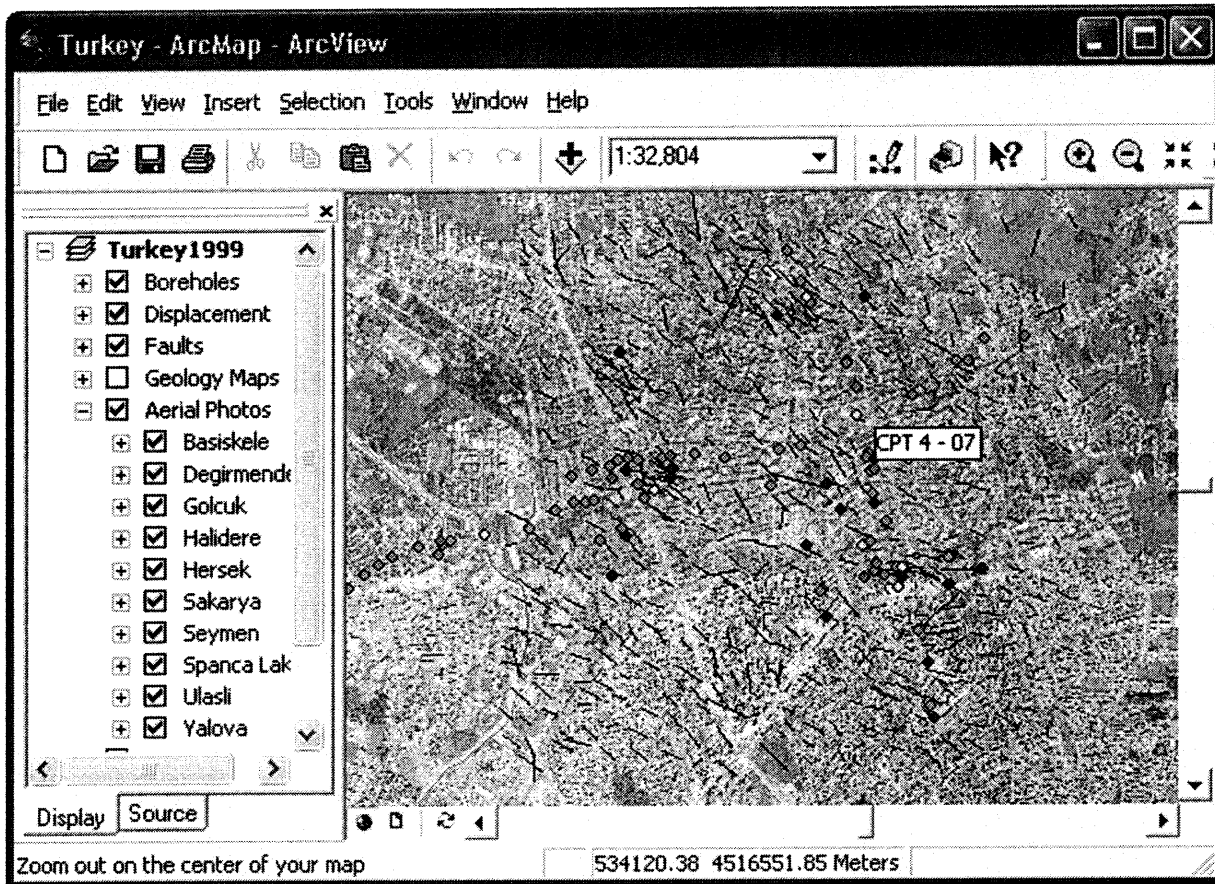 Turkey - ArcMap - ArcView
File Edit View Insert Selection Tools Window Help
1:32,804
Turkey1999
Boreholes
Displacement
Faults
Geology Maps
Aerial Photos
Basiskele
Degirmende
Golcuk
Halidere
Hersek
Sakarya
Seymen
Spanca Lak
Ulasli
Yalova
CPT 4 - 07
Display Source
Zoom out on the center of your map
534120.38 4516551.85 Meters